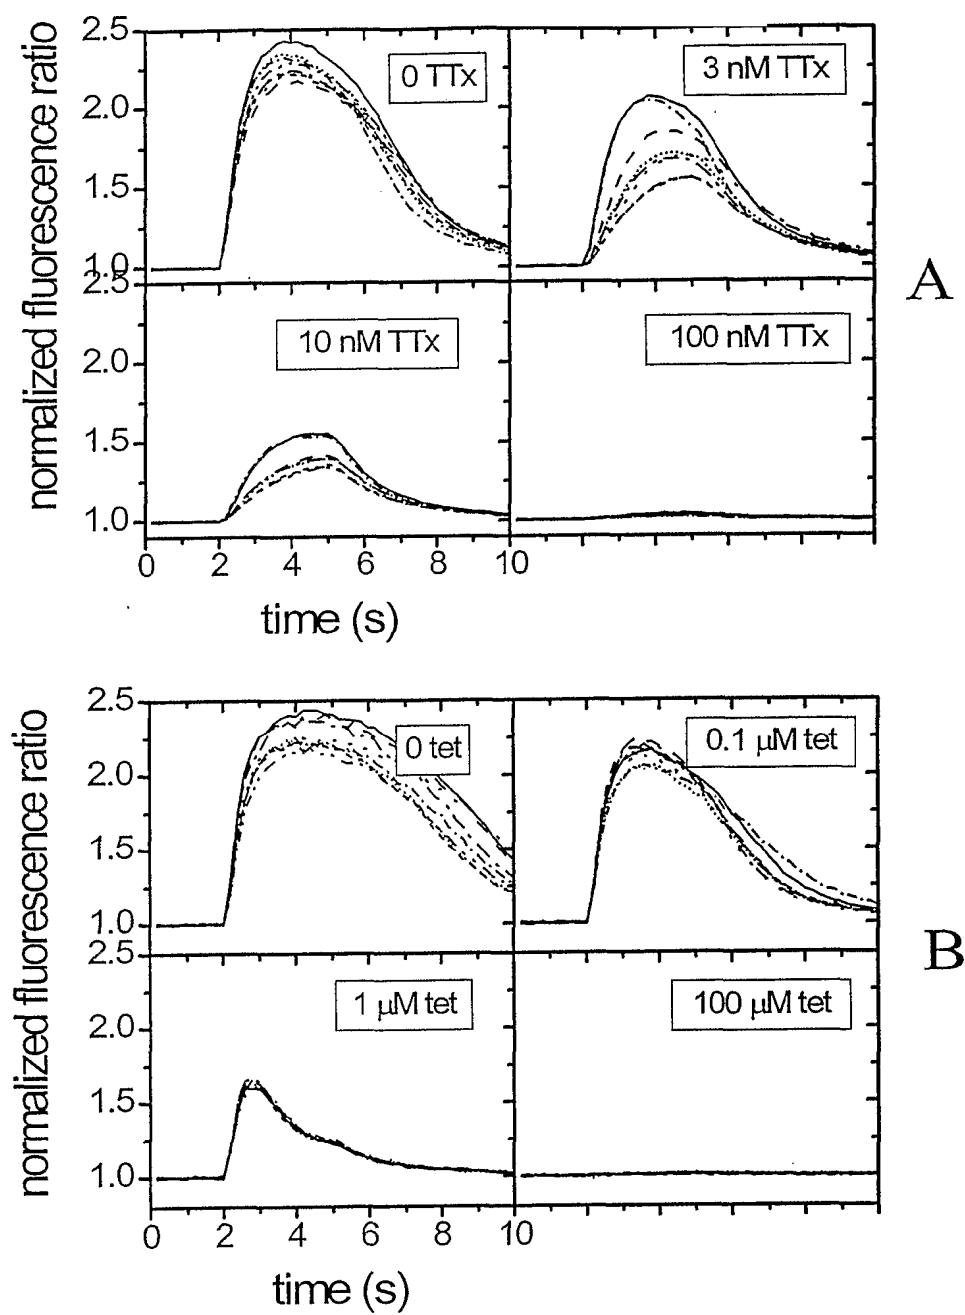 normalized fluorescence ratio
2.5
2.0
1.5
1.0
0 TTx
3 nM TTx
A
2.5
2.0
1.5
1.0
10 nM TTx
100 nM TTx
0 2 4 6 8 10
time (s)
normalized fluorescence ratio
2.5
2.0
1.5
1.0
0 tet
0.1 μM tet
B
2.5
2.0
1.5
1.0
1 μM tet
100 μM tet
0 2 4 6 8 10
time (s)